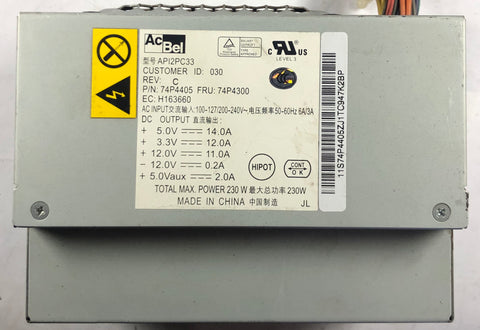 AcBel
型号 API2PC33
CUSTOMER ID: 030
REV: C
P/N: 74P4405 FRU: 74P4300
EC: H163660
AC INPUT交流输入: 100-127/200-240V~, 电压频率50-60Hz 6A/3A
DC OUTPUT 直流输出:
+ 5.0V ⎓ 14.0A
+ 3.3V ⎓ 12.0A
+ 12.0V ⎓ 11.0A
- 12.0V ⎓ 0.2A
+ 5.0Vaux ⎓ 2.0A
TOTAL MAX. POWER 230 W 最大总功率 230W
MADE IN CHINA 中国制造
JL
HIPOT
CONT
OK
c RU US
LEVEL 3
11S74P4405ZJ1TC947K2BP